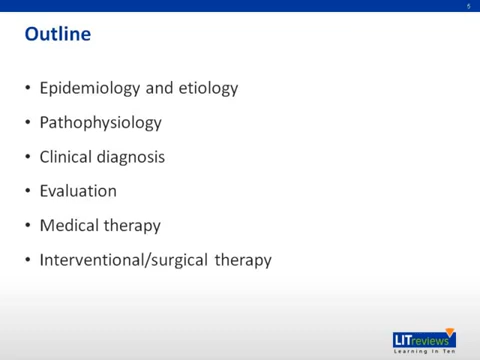 5
Outline
• Epidemiology and etiology
• Pathophysiology
• Clinical diagnosis
• Evaluation
• Medical therapy
• Interventional/surgical therapy
LITreviews
Learning In Ten